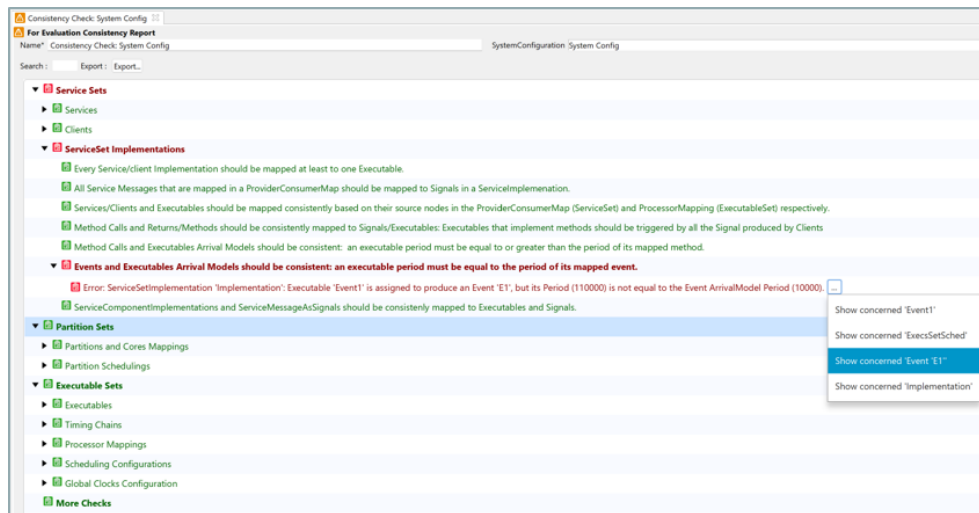 Consistency Check: System Config
For Evaluation Consistency Report
Name* Consistency Check: System Config SystemConfiguration System Config
Search : Export : Export...
Service Sets
Services
Clients
ServiceSet Implementations
Every Service/client Implementation should be mapped at least to one Executable.
All Service Messages that are mapped in a ProviderConsumerMap should be mapped to Signals in a ServiceImplemenation.
Services/Clients and Executables should be mapped consistently based on their source nodes in the ProviderConsumerMap (ServiceSet) and ProcessorMapping (ExecutableSet) respectively.
Method Calls and Returns/Methods should be consistently mapped to Signals/Executables: Executables that implement methods should be triggered by all the Signal produced by Clients
Method Calls and Executables Arrival Models should be consistent: an executable period must be equal to or greater than the period of its mapped method.
Events and Executables Arrival Models should be consistent: an executable period must be equal to the period of its mapped event.
Error: ServiceSetImplementation 'Implementation': Executable 'Event1' is assigned to produce an Event 'E1', but its Period (110000) is not equal to the Event ArrivalModel Period (10000). ...
ServiceComponentImplementations and ServiceMessageAsSignals should be consistenly mapped to Executables and Signals.
Show concerned 'Event1'
Partition Sets
Show concerned 'ExecsSetSched'
Partitions and Cores Mappings
Show concerned 'Event 'E1''
Partition Schedulings
Show concerned 'Implementation'
Executable Sets
Executables
Timing Chains
Processor Mappings
Scheduling Configurations
Global Clocks Configuration
More Checks